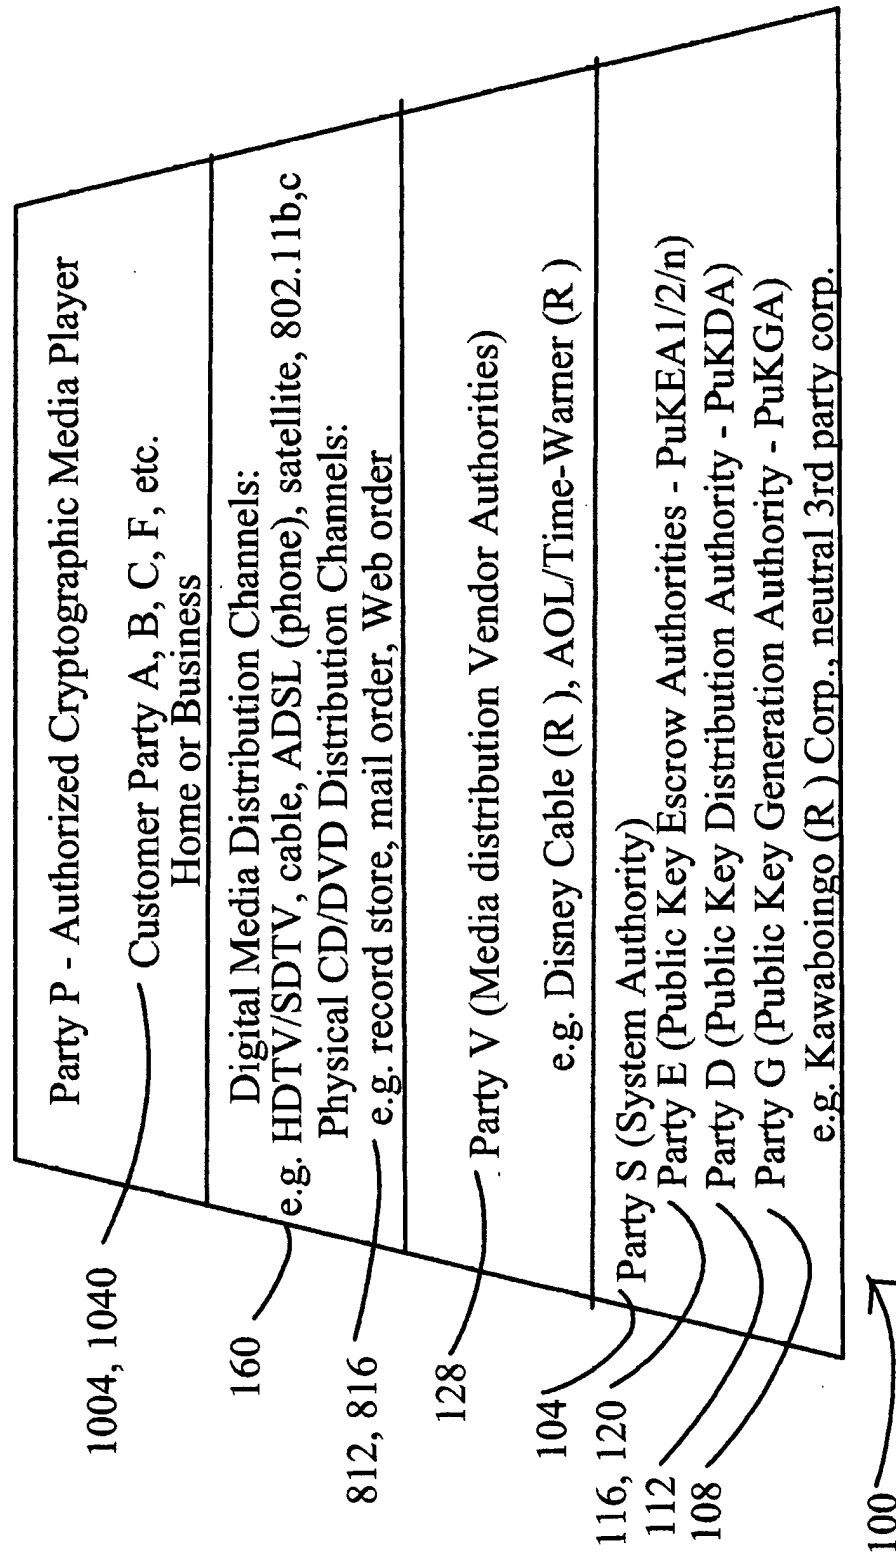 Party P - Authorized Cryptographic Media Player
1004, 1040
Customer Party A, B, C, F, etc.
Home or Business
Digital Media Distribution Channels:
160
e.g. HDTV/SDTV, cable, ADSL (phone), satellite, 802.11b,c
Physical CD/DVD Distribution Channels:
812, 816
e.g. record store, mail order, Web order
128
Party V (Media distribution Vendor Authorities)
e.g. Disney Cable (R ), AOL/Time-Warner (R )
104
Party S (System Authority)
116, 120
Party E (Public Key Escrow Authorities - PuKEA1/2/n)
112
Party D (Public Key Distribution Authority - PuKDA)
108
Party G (Public Key Generation Authority - PuKGA)
e.g. Kawaboingo (R ) Corp., neutral 3rd party corp.
100